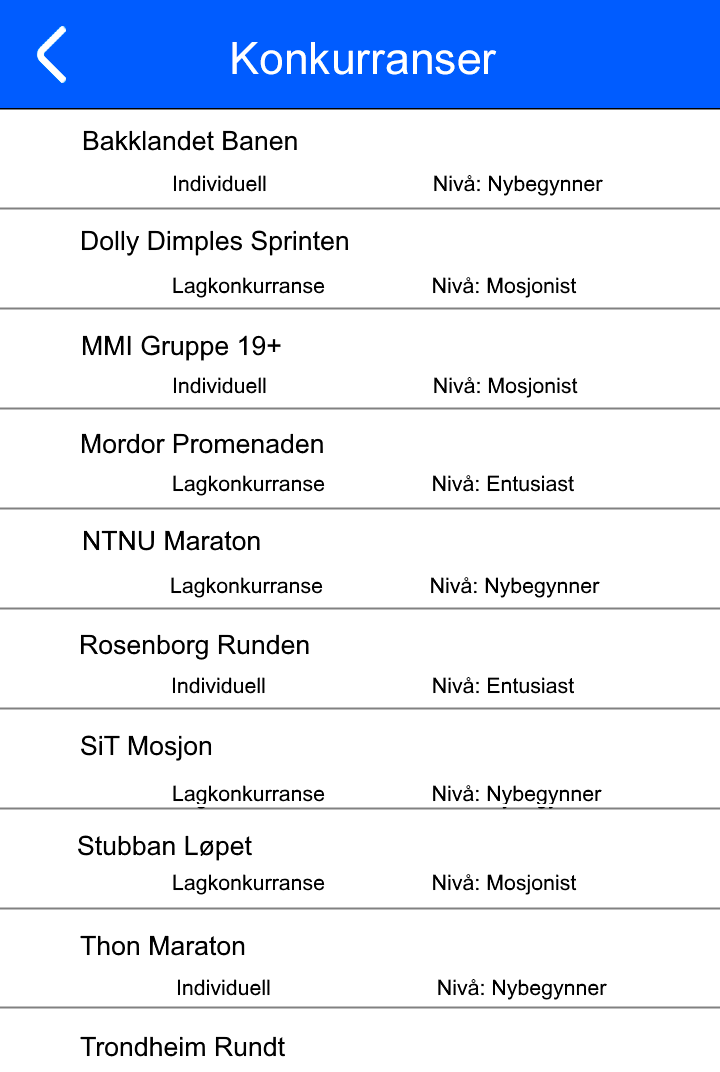 Konkurranser
Bakklandet Banen
Individuell Nivå: Nybegynner
Dolly Dimples Sprinten
Lagkonkurranse Nivå: Mosjonist
MMI Gruppe 19+
Individuell Nivå: Mosjonist
Mordor Promenaden
Lagkonkurranse Nivå: Entusiast
NTNU Maraton
Lagkonkurranse Nivå: Nybegynner
Rosenborg Runden
Individuell Nivå: Entusiast
SiT Mosjon
Lagkonkurranse Nivå: Nybegynner
Stubban Løpet
Lagkonkurranse Nivå: Mosjonist
Thon Maraton
Individuell Nivå: Nybegynner
Trondheim Rundt